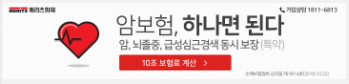 메리츠화재
가입상담 1811-6813
암보험, 하나면 된다
암, 뇌졸중, 급성심근경색 동시 보장 (특약)
10초 보험료 계산 >